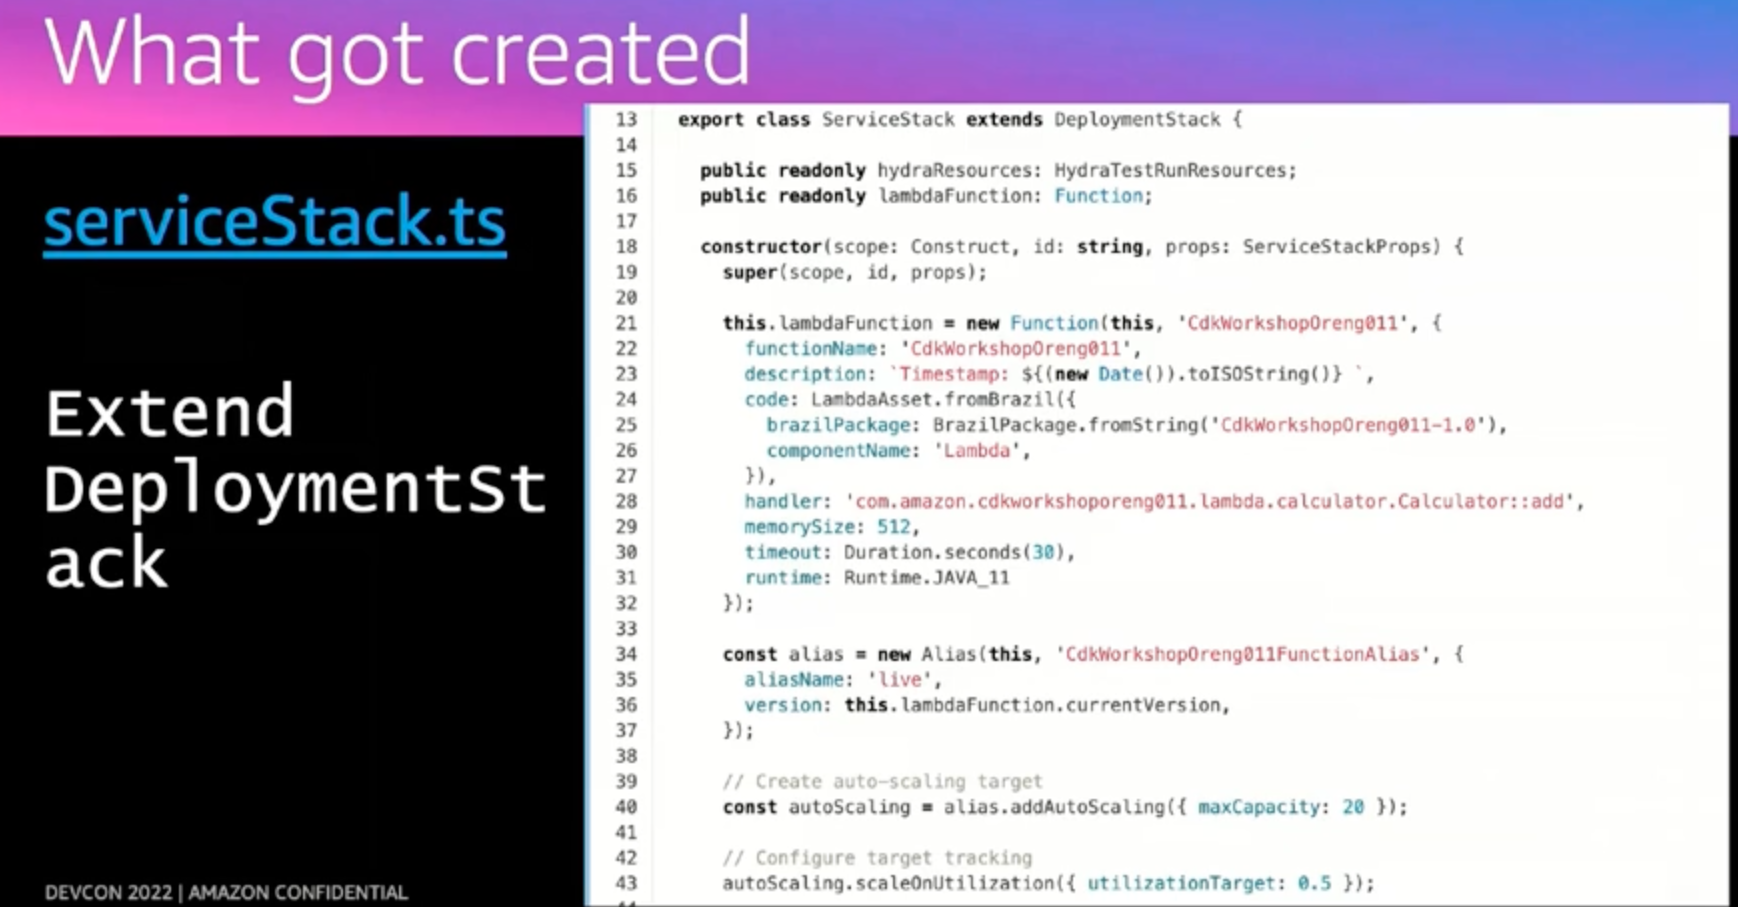 What got created
serviceStack.ts
Extend
DeploymentSt
ack
13 export class ServiceStack extends DeploymentStack {
14
15 public readonly hydraResources: HydraTestRunResources;
16 public readonly lambdaFunction: Function;
17
18 constructor(scope: Construct, id: string, props: ServiceStackProps) {
19 super(scope, id, props);
20
21 this.lambdaFunction = new Function(this, 'CdkWorkshopOreng011', {
22 functionName: 'CdkWorkshopOreng011',
23 description: `Timestamp: ${(new Date()).toISOString()} `,
24 code: LambdaAsset.fromBrazil({
25 brazilPackage: BrazilPackage.fromString('CdkWorkshopOreng011-1.0'),
26 componentName: 'Lambda',
27 }),
28 handler: 'com.amazon.cdkworkshoporeng011.lambda.calculator.Calculator::add',
29 memorySize: 512,
30 timeout: Duration.seconds(30),
31 runtime: Runtime.JAVA_11
32 });
33
34 const alias = new Alias(this, 'CdkWorkshopOreng011FunctionAlias', {
35 aliasName: 'live',
36 version: this.lambdaFunction.currentVersion,
37 });
38
39 // Create auto-scaling target
40 const autoScaling = alias.addAutoScaling({ maxCapacity: 20 });
41
42 // Configure target tracking
43 autoScaling.scaleOnUtilization({ utilizationTarget: 0.5 });
DEVCON 2022 | AMAZON CONFIDENTIAL